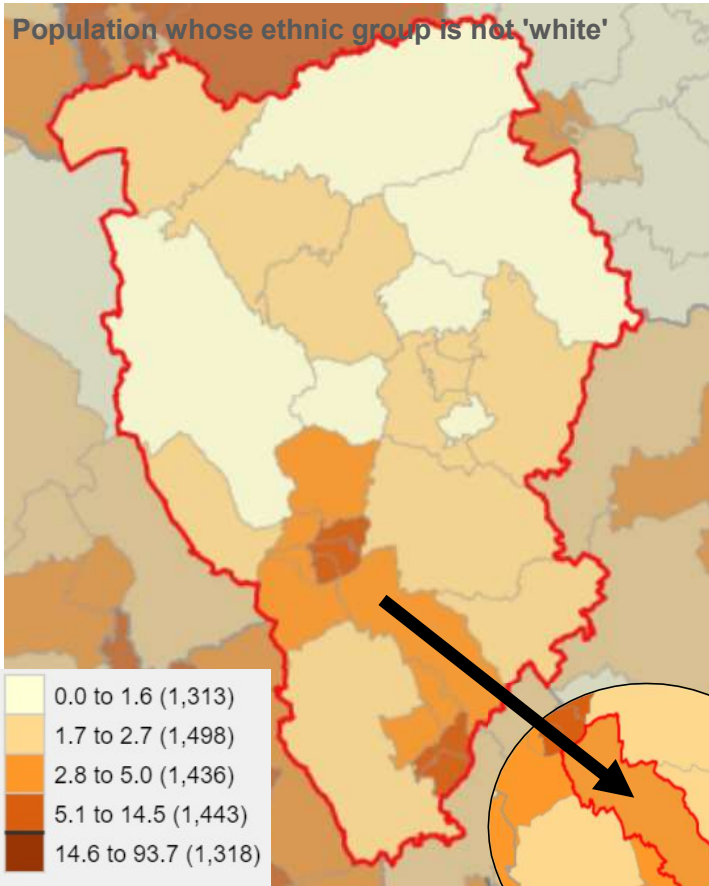 Population whose ethnic group is not 'white'
0.0 to 1.6 (1,313)
1.7 to 2.7 (1,498)
2.8 to 5.0 (1,436)
5.1 to 14.5 (1,443)
14.6 to 93.7 (1,318)